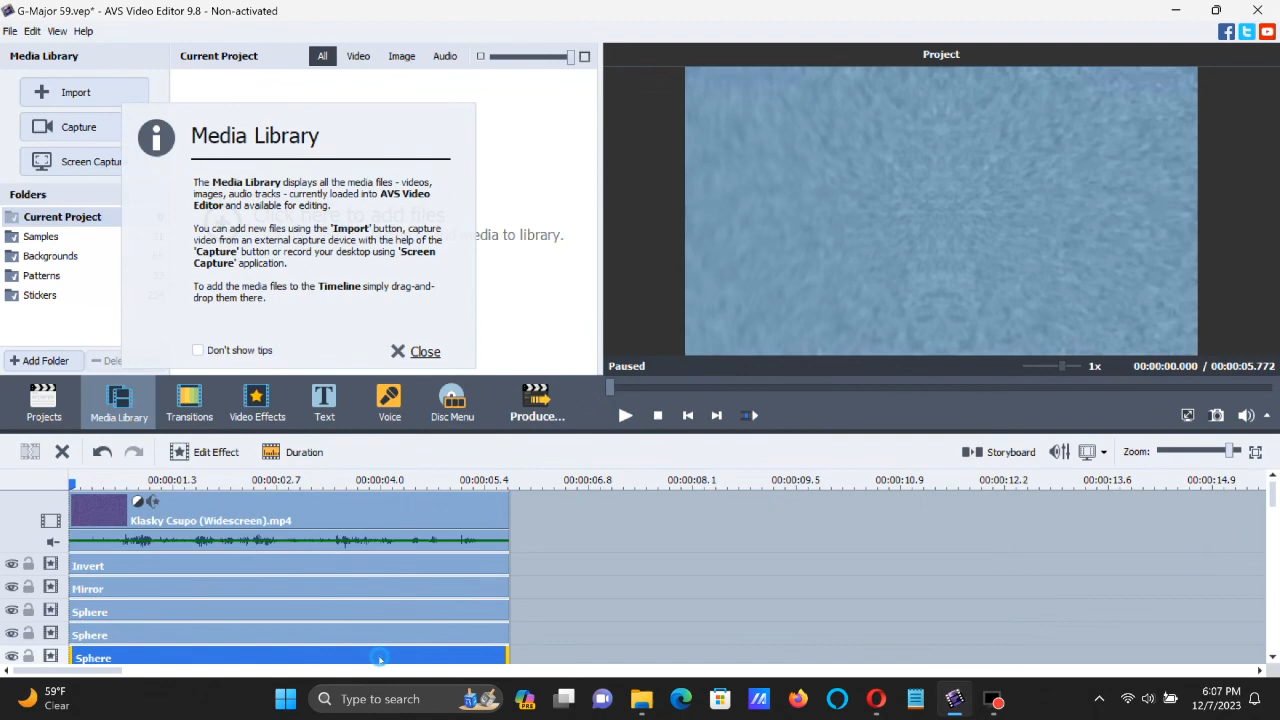 G-Major 59.vep* - AVS Video Editor 9.8 - Non-activated
File Edit View Help
Media Library
Current Project
All Video Image Audio
Project
Import
Capture
Screen Captu
Folders
Current Project
Samples
Backgrounds
Patterns
Stickers
Add Folder
Dele
Media Library
The Media Library displays all the media files - videos,
images, audio tracks - currently loaded into AVS Video
Editor and available for editing.
You can add new files using the 'Import' button, capture
video from an external capture device with the help of the
'Capture' button or record your desktop using 'Screen
Capture' application.
To add the media files to the Timeline simply drag-and-
drop them there.
Don't show tips
Close
Click here to add files
media to library.
Paused
1x
00:00:00.000 / 00:00:05.772
Projects
Media Library
Transitions
Video Effects
Text
Voice
Disc Menu
Produce...
Edit Effect
Duration
Storyboard
Zoom:
00:00:01.3 00:00:02.7 00:00:04.0 00:00:05.4 00:00:06.8 00:00:08.1 00:00:09.5 00:00:10.9 00:00:12.2 00:00:13.6 00:00:14.9
Klasky Csupo (Widescreen).mp4
Invert
Mirror
Sphere
Sphere
Sphere
59°F
Clear
Type to search
PRE
6:07 PM
12/7/2023